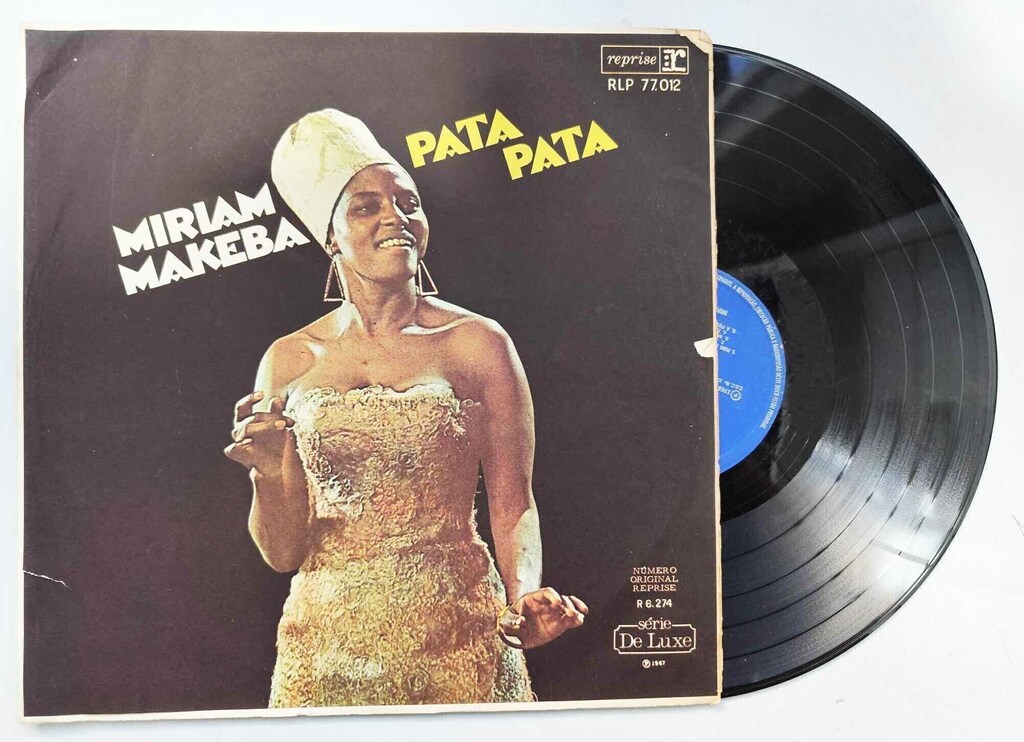 reprise r
RLP 77.012
PATA
PATA
MIRIAM
MAKEBA
NÚMERO
ORIGINAL
REPRISE
R 6.274
série
De Luxe
Ⓟ 1967